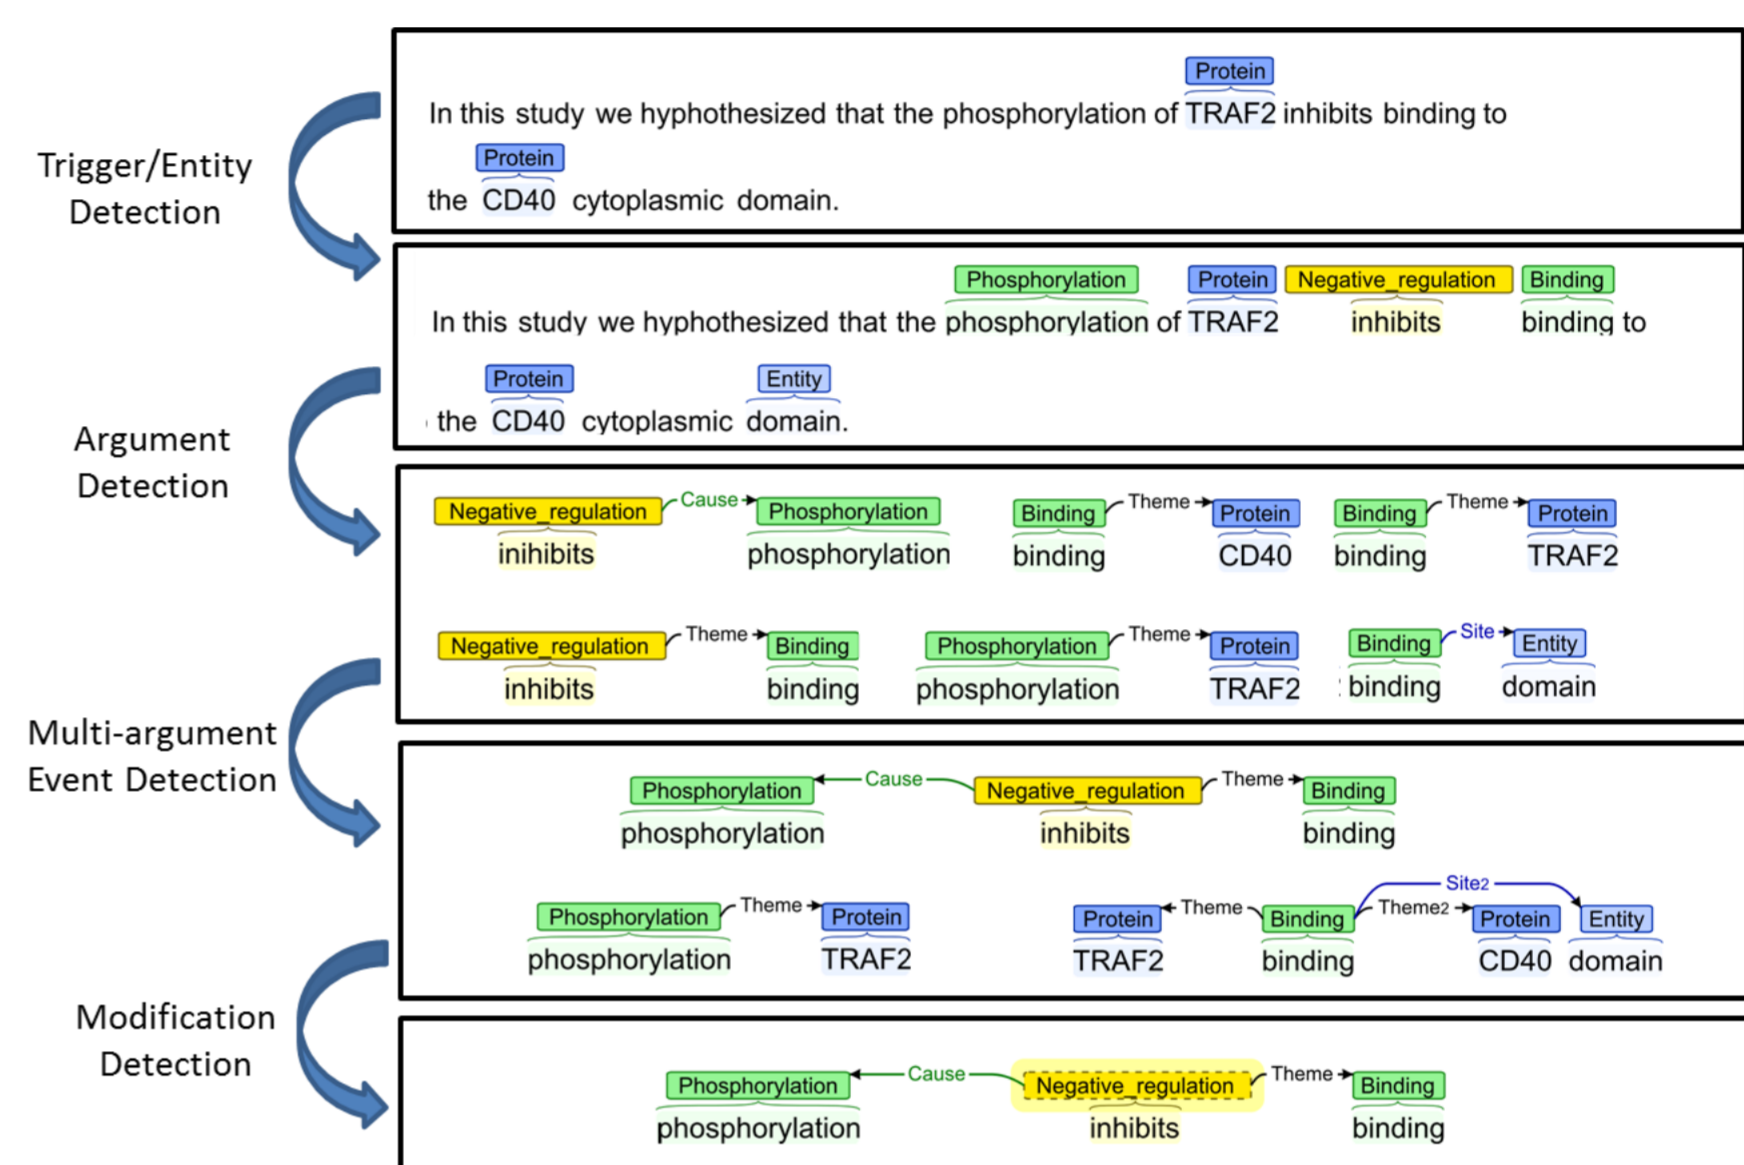 Protein
In this study we hyphothesized that the phosphorylation of TRAF2 inhibits binding to
Protein
the CD40 cytoplasmic domain.
Trigger/Entity
Detection
Phosphorylation Protein Negative_regulation Binding
In this study we hyphothesized that the phosphorylation of TRAF2 inhibits binding to
Protein Entity
the CD40 cytoplasmic domain.
Argument
Detection
Negative_regulation Cause Phosphorylation Binding Theme Protein Binding Theme Protein
inihibits phosphorylation binding CD40 binding TRAF2
Negative_regulation Theme Binding Phosphorylation Theme Protein Binding Site Entity
inhibits binding phosphorylation TRAF2 binding domain
Multi-argument
Event Detection
Phosphorylation Cause Negative_regulation Theme Binding
phosphorylation inhibits binding
Site2
Phosphorylation Theme Protein Protein Theme Binding Theme2 Protein Entity
phosphorylation TRAF2 TRAF2 binding CD40 domain
Modification
Detection
Phosphorylation Cause Negative_regulation Theme Binding
phosphorylation inhibits binding